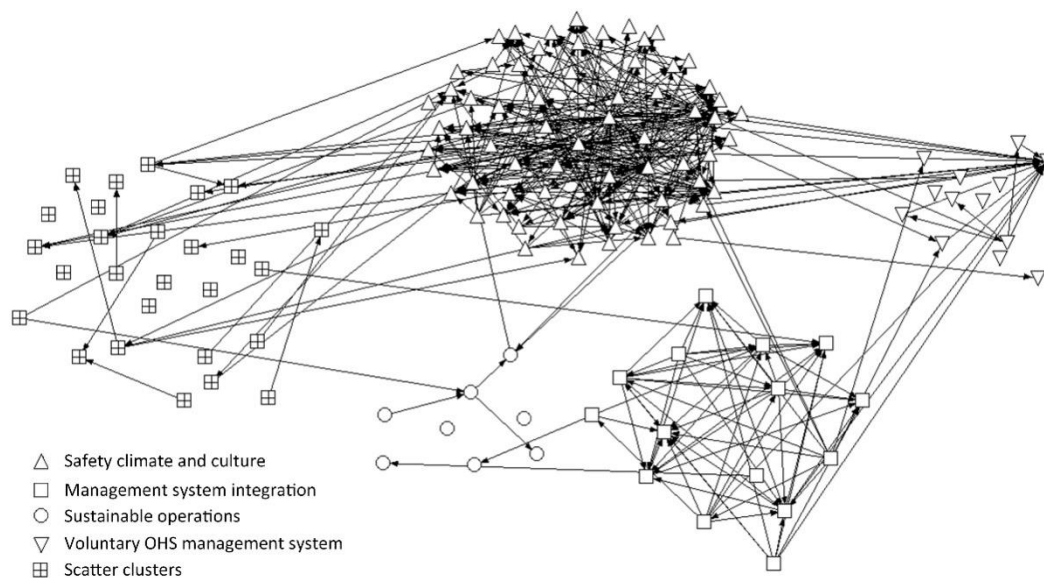 Safety climate and culture
Management system integration
Sustainable operations
Voluntary OHS management system
Scatter clusters